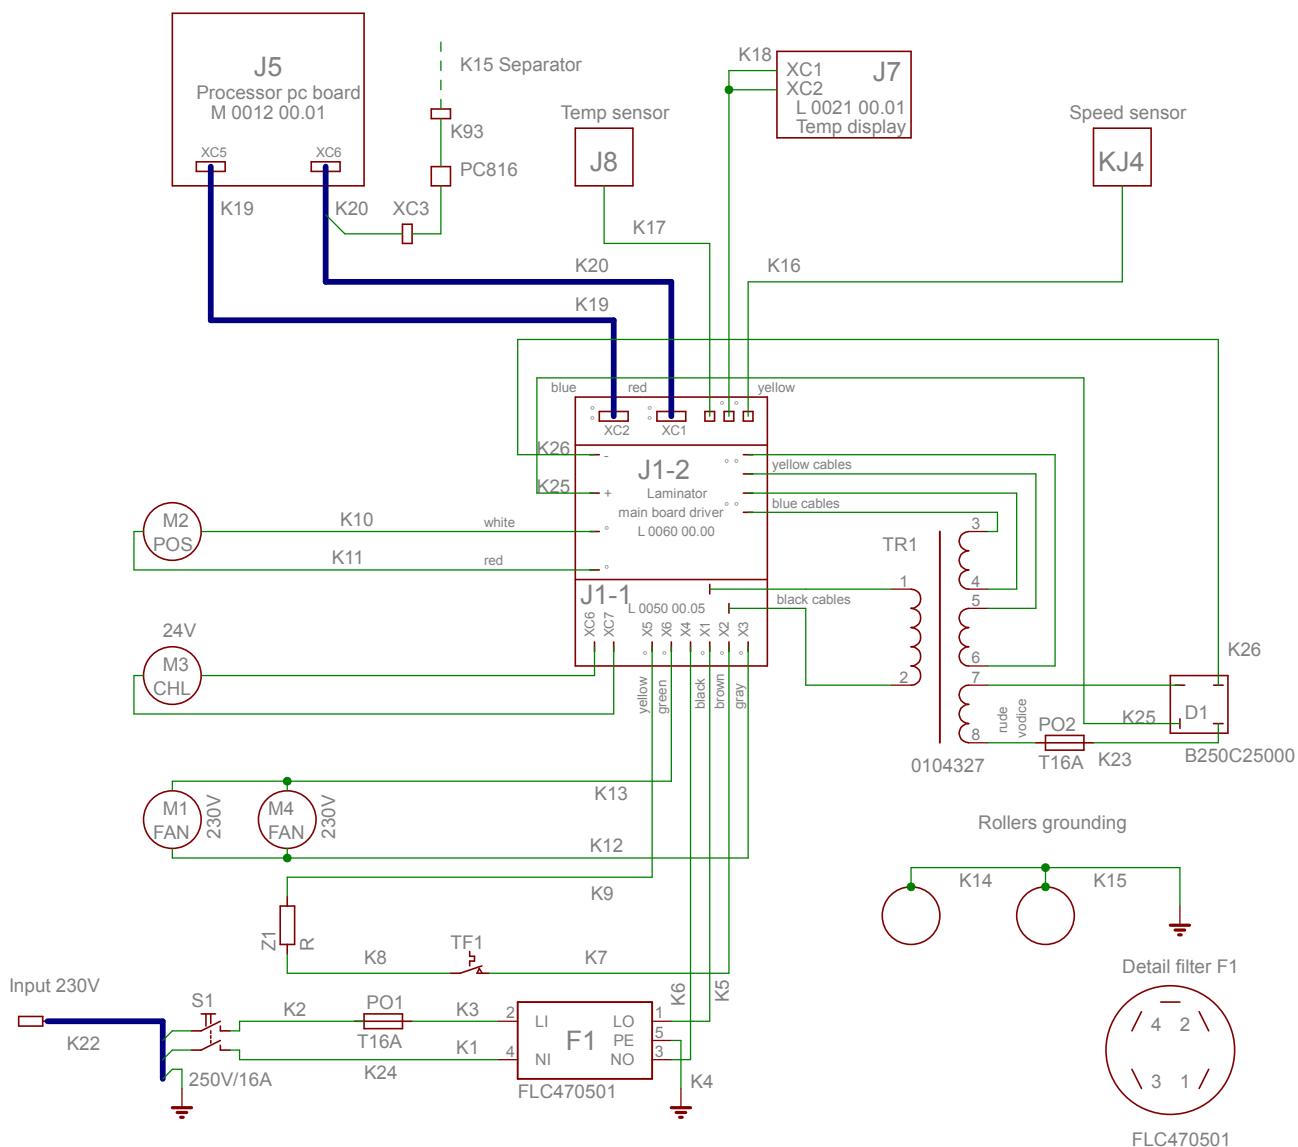 J5
Processor pc board
M 0012 00.01
XC5
XC6
K19
K20
K15 Separator
K93
PC816
XC3
Temp sensor
J8
K17
K18
XC1
XC2
J7
L 0021 00.01
Temp display
Speed sensor
KJ4
K16
K20
K19
blue
red
yellow
XC2
XC1
K26
-
K25
+
J1-2
Laminator
main board driver
L 0060 00.00
yellow cables
blue cables
M2
POS
K10
white
K11
red
J1-1
L 0050 00.05
XC6
XC7
X5
X6
X4
X1
X2
X3
black cables
TR1
1
2
3
4
5
6
7
8
0104327
rude
vodice
PO2
T16A
K23
K25
K26
D1
B250C25000
24V
M3
CHL
yellow
green
black
brown
gray
M1
FAN
230V
M4
FAN
230V
K13
K12
K9
Z1
R
K8
TF1
K7
K6
K5
Rollers grounding
K14
K15
Input 230V
K22
S1
250V/16A
K2
PO1
T16A
K3
K1
K24
2
4
LI
NI
F1
LO
PE
NO
1
5
3
FLC470501
K4
Detail filter F1
4
2
3
1
FLC470501